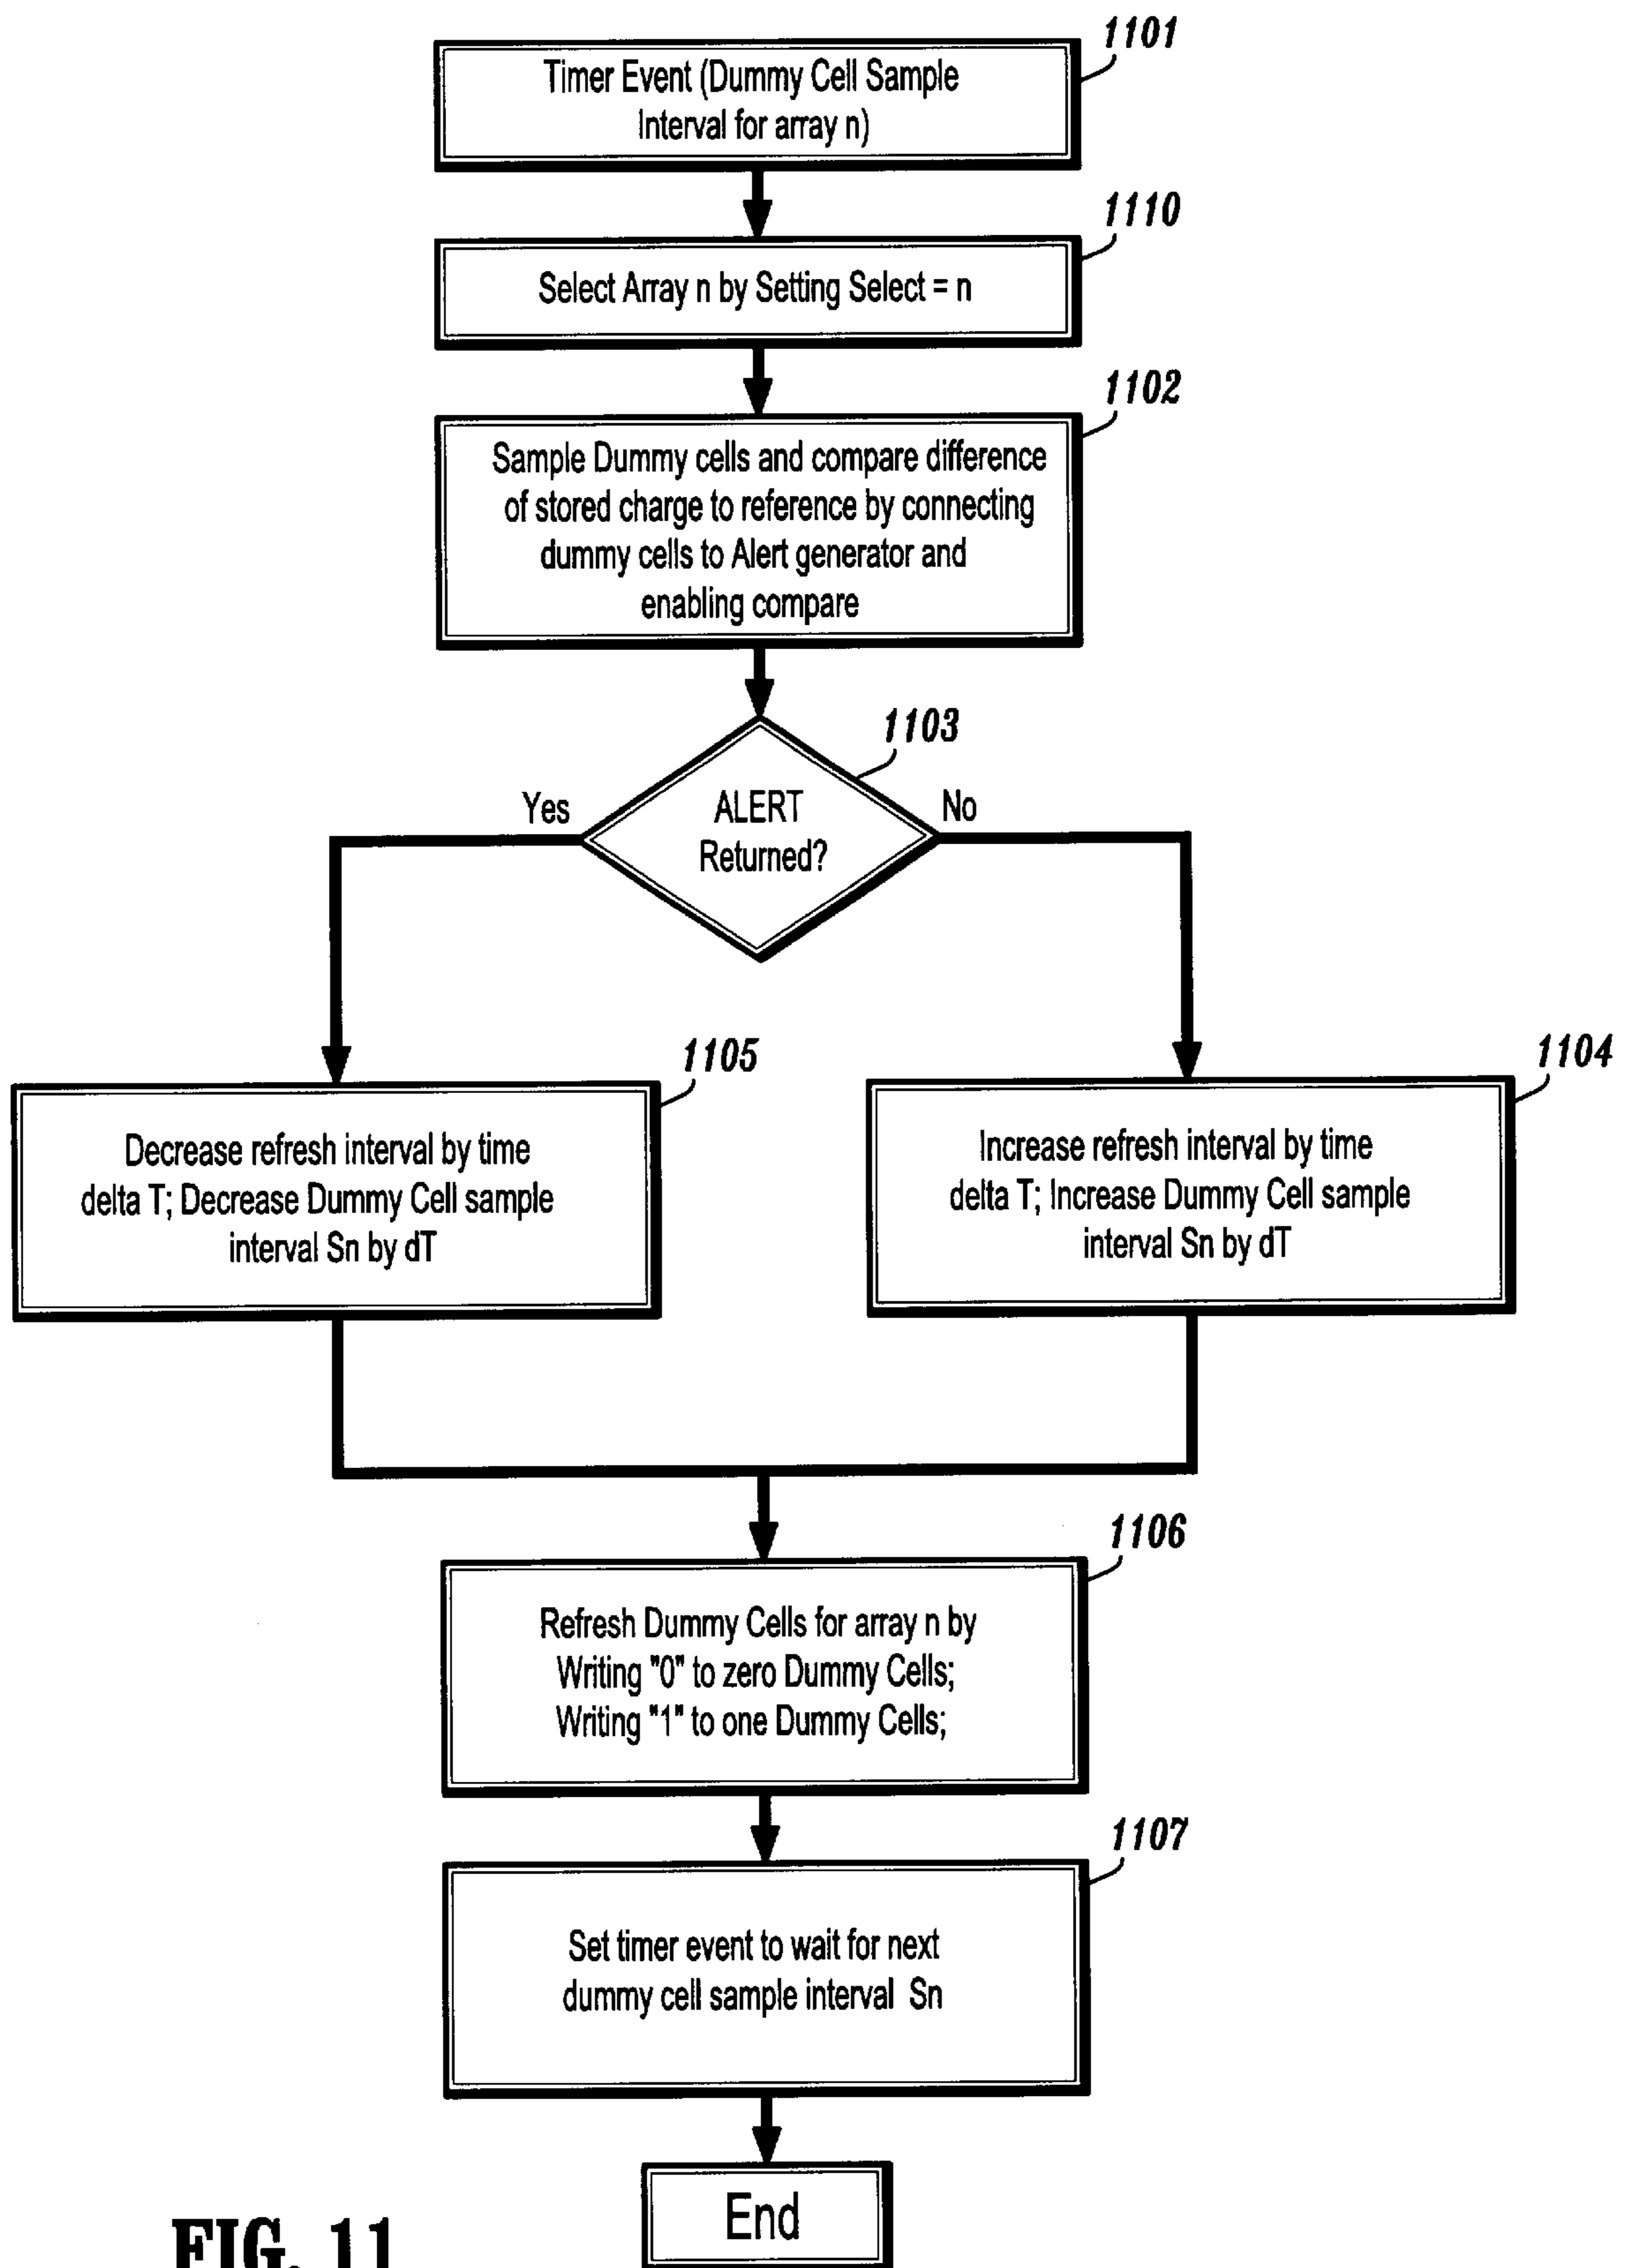 1101
Timer Event (Dummy Cell Sample
Interval for array n)
1110
Select Array n by Setting Select = n
1102
Sample Dummy cells and compare difference
of stored charge to reference by connecting
dummy cells to Alert generator and
enabling compare
1103
Yes
ALERT
Returned?
No
1105
Decrease refresh interval by time
delta T; Decrease Dummy Cell sample
interval Sn by dT
1104
Increase refresh interval by time
delta T; Increase Dummy Cell sample
interval Sn by dT
1106
Refresh Dummy Cells for array n by
Writing "0" to zero Dummy Cells;
Writing "1" to one Dummy Cells;
1107
Set timer event to wait for next
dummy cell sample interval Sn
End
FIG. 11